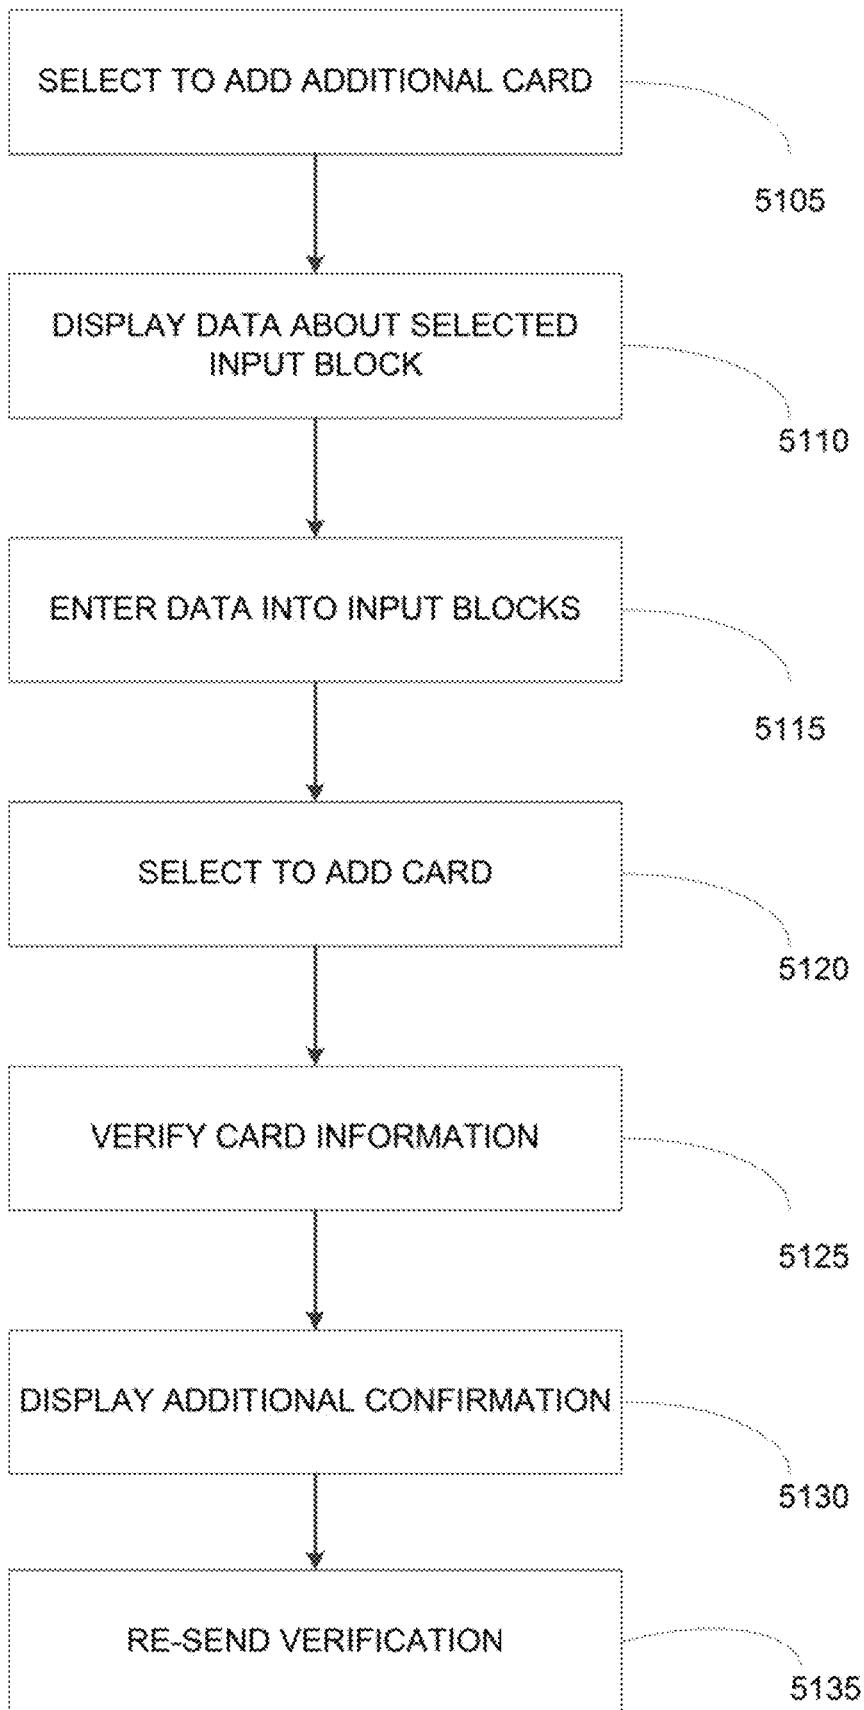 SELECT TO ADD ADDITIONAL CARD
5105
DISPLAY DATA ABOUT SELECTED
INPUT BLOCK
5110
ENTER DATA INTO INPUT BLOCKS
5115
SELECT TO ADD CARD
5120
VERIFY CARD INFORMATION
5125
DISPLAY ADDITIONAL CONFIRMATION
5130
RE-SEND VERIFICATION
5135